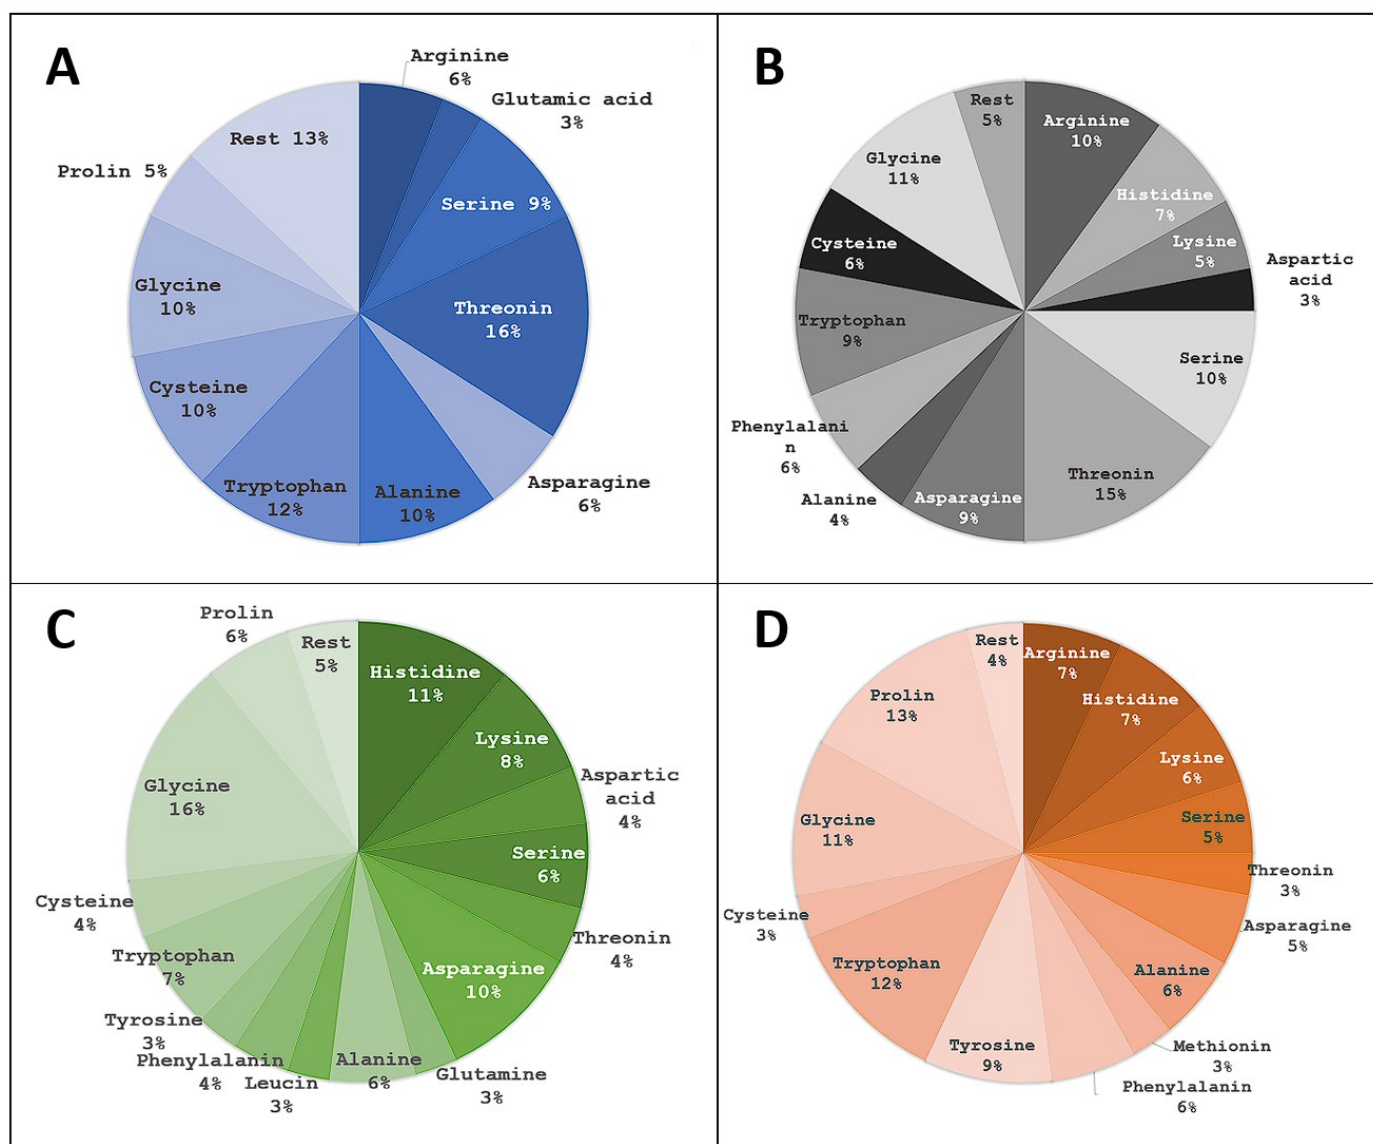 A
Arginine
6%
Glutamic acid
3%
Serine 9%
Threonin
16%
Asparagine
6%
Alanine
10%
Tryptophan
12%
Cysteine
10%
Glycine
10%
Prolin 5%
Rest 13%
B
Arginine
10%
Histidine
7%
Lysine
5%
Aspartic
acid
3%
Serine
10%
Threonin
15%
Asparagine
9%
Alanine
4%
Phenylalani
n
6%
Tryptophan
9%
Cysteine
6%
Glycine
11%
Rest
5%
C
Histidine
11%
Lysine
8%
Aspartic
acid
4%
Serine
6%
Threonin
4%
Asparagine
10%
Glutamine
3%
Alanine
6%
Leucin
3%
Phenylalanin
4%
Tyrosine
3%
Tryptophan
7%
Cysteine
4%
Glycine
16%
Prolin
6%
Rest
5%
D
Arginine
7%
Histidine
7%
Lysine
6%
Serine
5%
Threonin
3%
Asparagine
5%
Alanine
6%
Methionin
3%
Phenylalanin
6%
Tyrosine
9%
Tryptophan
12%
Cysteine
3%
Glycine
11%
Prolin
13%
Rest
4%